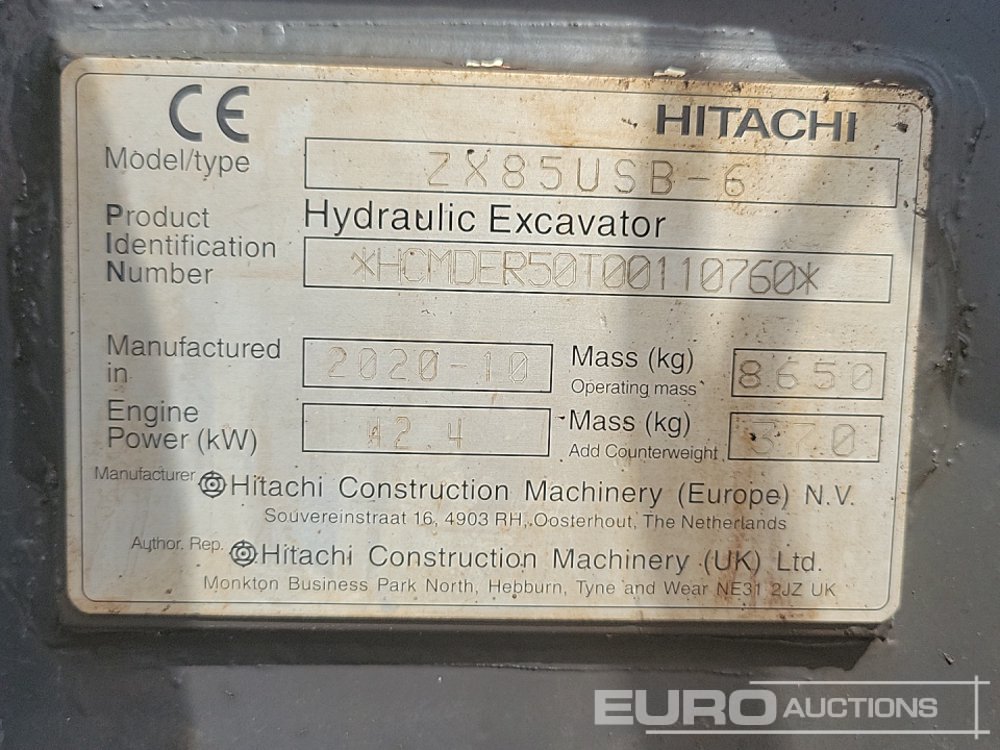 CE HITACHI
Model/type ZX85USB-6
Product Hydraulic Excavator
Identification
Number *HCMDER50T00110760*
Manufactured
in 2020-10 Mass (kg) 8650
Operating mass
Engine
Power (kW) 42.4 Mass (kg) 370
Add Counterweight
Manufacturer Hitachi Construction Machinery (Europe) N.V.
Souvereinstraat 16, 4903 RH, Oosterhout, The Netherlands
Author. Rep. Hitachi Construction Machinery (UK) Ltd.
Monkton Business Park North, Hebburn, Tyne and Wear NE31 2JZ UK
EURO AUCTIONS